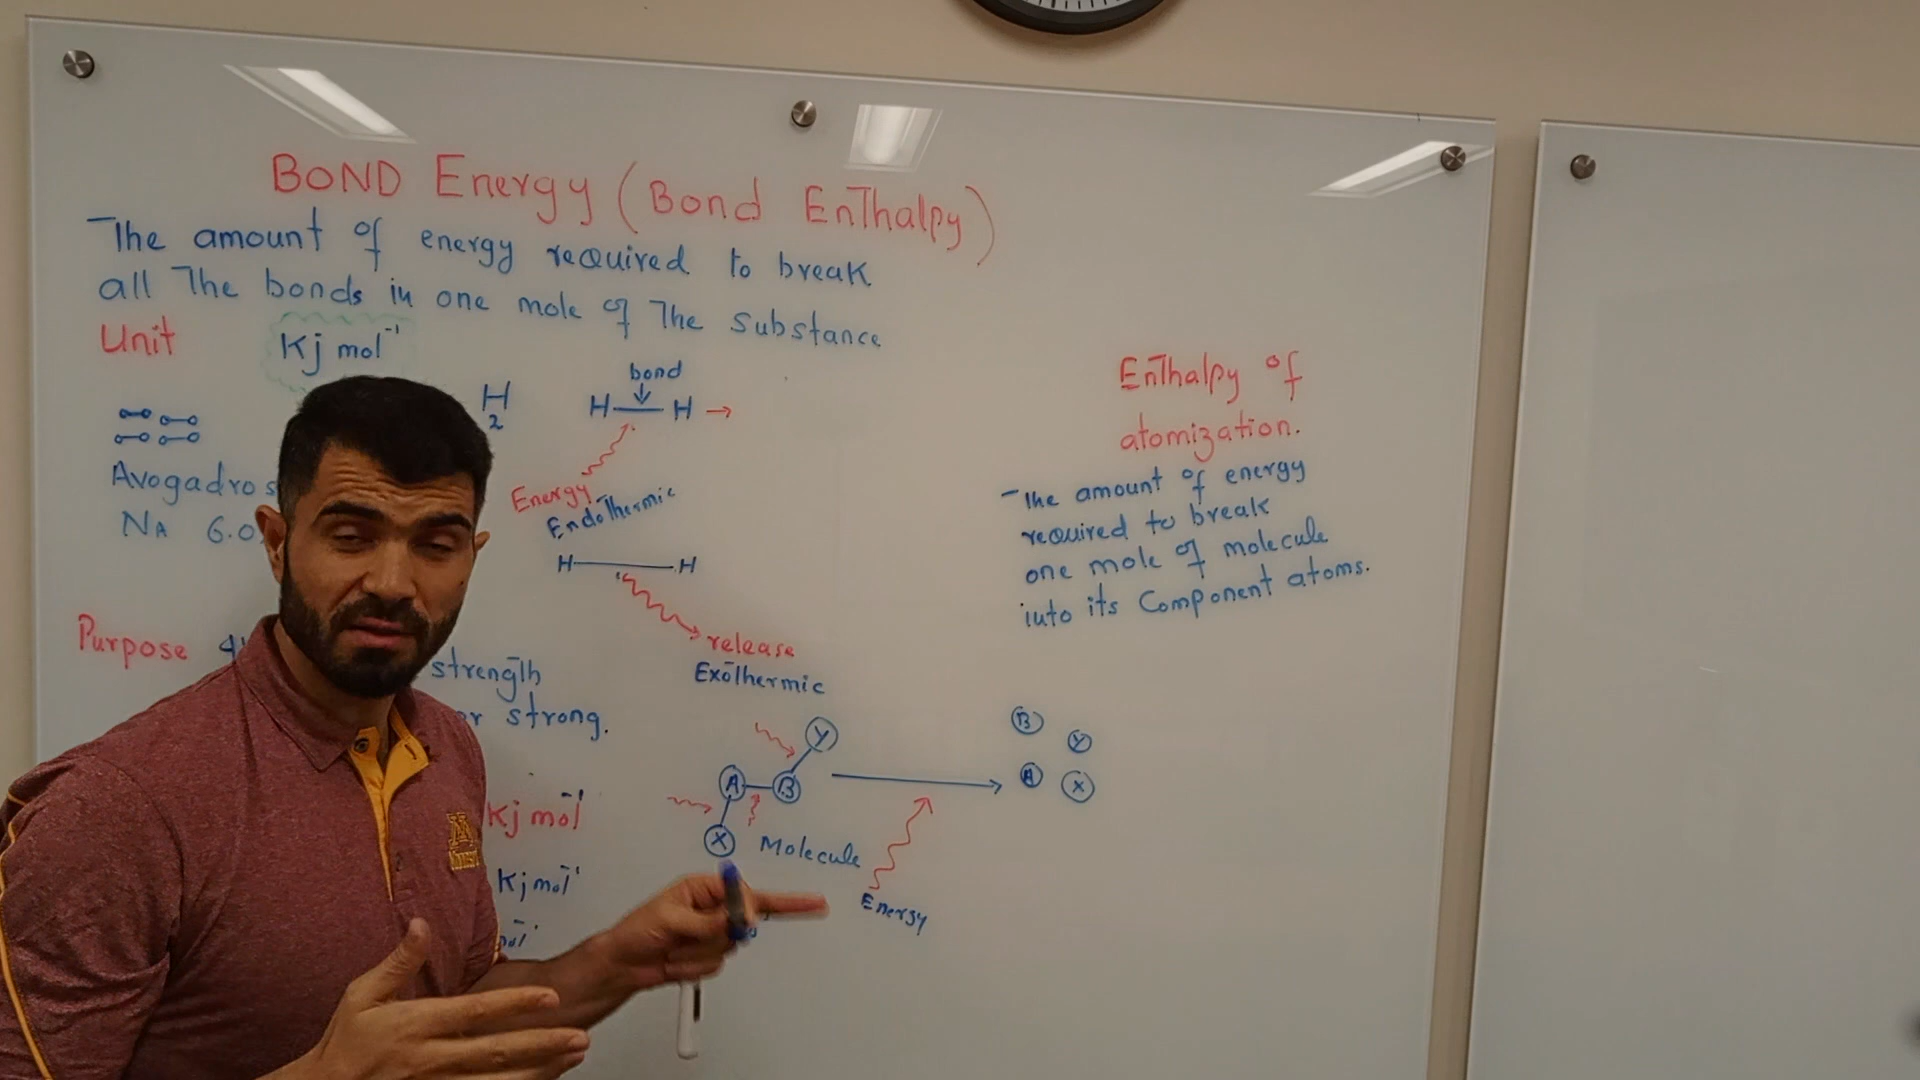 BOND Energy (Bond Enthalpy)
The amount of energy required to break
all The bonds in one mole of The Substance
Unit Kj mol⁻¹
bond
H₂ H—H →
Avogadros
NA 6.0
Energy
Endothermic
H—H
release
Exothermic
Purpose
strength
or strong.
Kj mol⁻¹
Kj mol⁻¹
Y
A B
X
Molecule
Energy
Enthalpy of
atomization.
The amount of energy
required to break
one mole of molecule
into its Component atoms.
B
Y
A
X
M